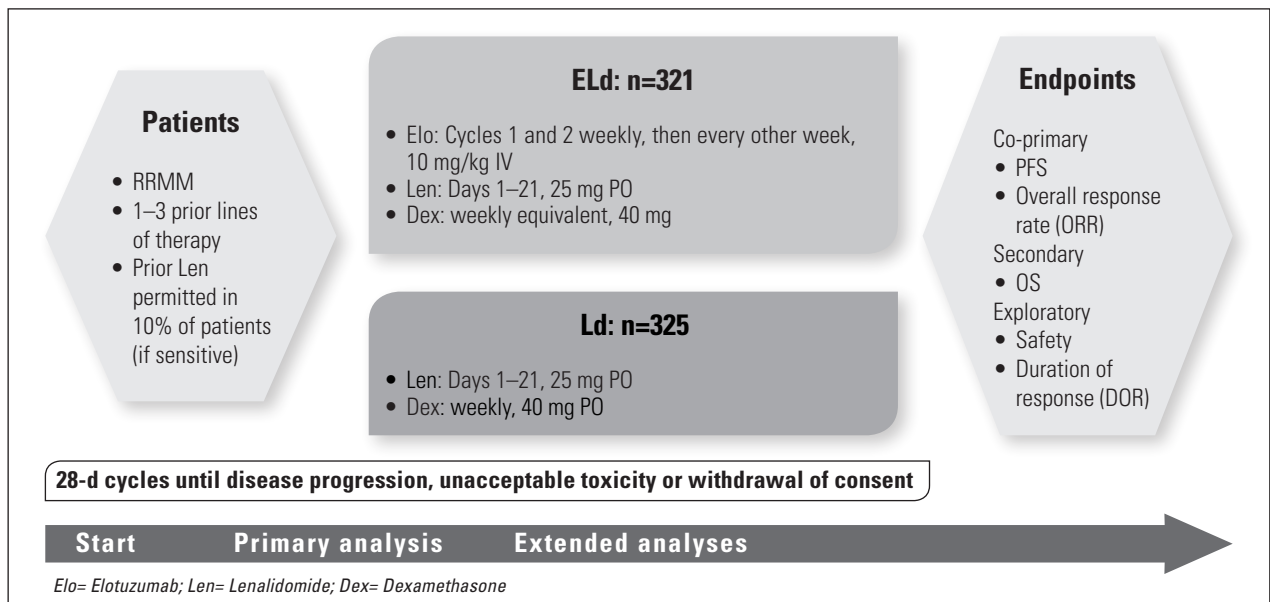 Patients
• RRMM
• 1–3 prior lines
of therapy
• Prior Len
permitted in
10% of patients
(if sensitive)
ELd: n=321
• Elo: Cycles 1 and 2 weekly, then every other week,
10 mg/kg IV
• Len: Days 1–21, 25 mg PO
• Dex: weekly equivalent, 40 mg
Ld: n=325
• Len: Days 1–21, 25 mg PO
• Dex: weekly, 40 mg PO
Endpoints
Co-primary
• PFS
• Overall response
rate (ORR)
Secondary
• OS
Exploratory
• Safety
• Duration of
response (DOR)
28-d cycles until disease progression, unacceptable toxicity or withdrawal of consent
Start Primary analysis Extended analyses
Elo= Elotuzumab; Len= Lenalidomide; Dex= Dexamethasone